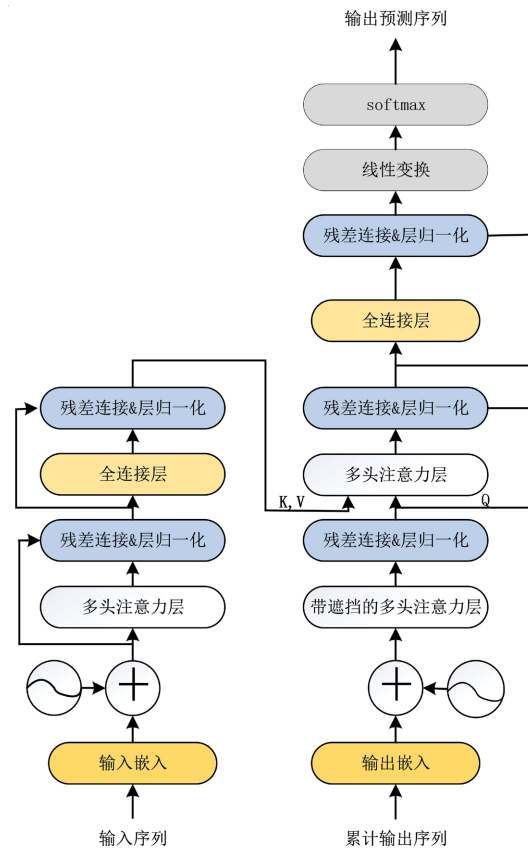 输出预测序列
softmax
线性变换
残差连接&层归一化
全连接层
残差连接&层归一化
残差连接&层归一化
全连接层
多头注意力层
K,V
Q
残差连接&层归一化
残差连接&层归一化
多头注意力层
带遮挡的多头注意力层
输入嵌入
输出嵌入
输入序列
累计输出序列